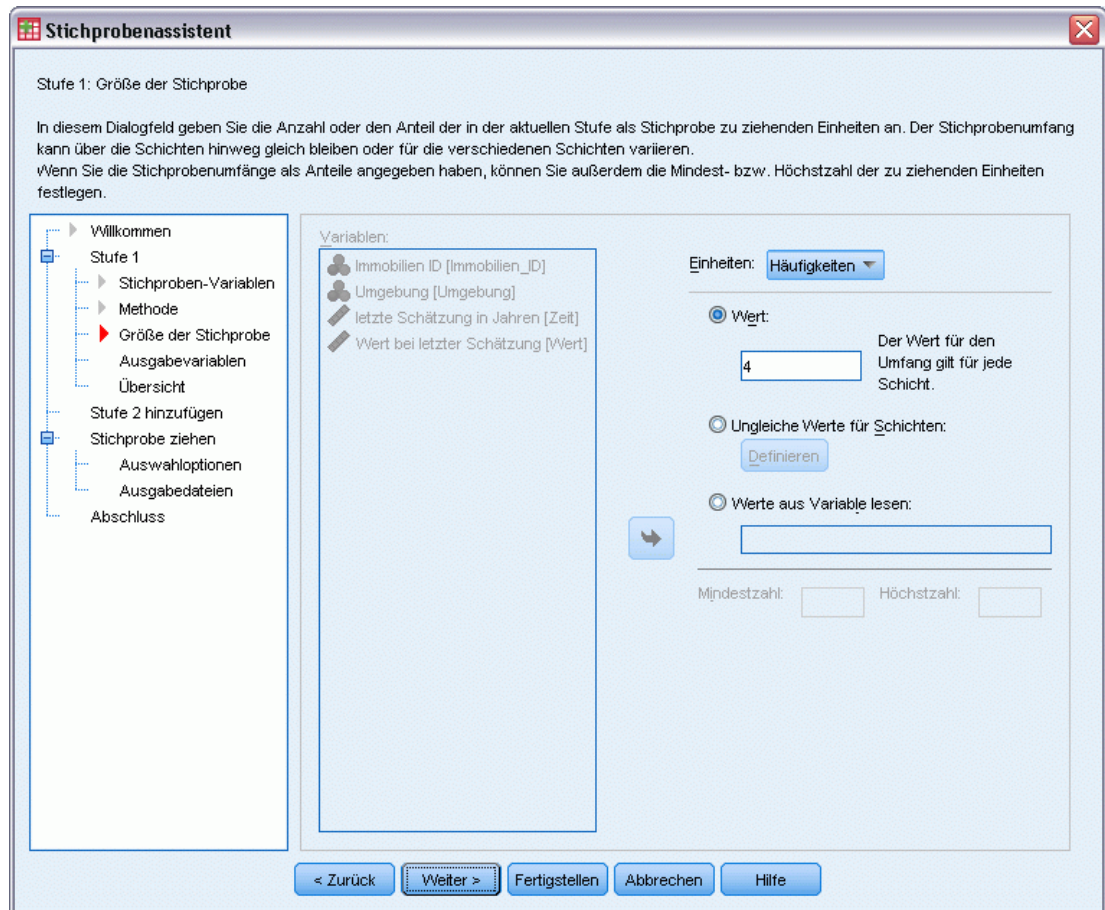 Stichprobenassistent
Stufe 1: Größe der Stichprobe
In diesem Dialogfeld geben Sie die Anzahl oder den Anteil der in der aktuellen Stufe als Stichprobe zu ziehenden Einheiten an. Der Stichprobenumfang
kann über die Schichten hinweg gleich bleiben oder für die verschiedenen Schichten variieren.
Wenn Sie die Stichprobenumfänge als Anteile angegeben haben, können Sie außerdem die Mindest- bzw. Höchstzahl der zu ziehenden Einheiten
festlegen.
Willkommen
Stufe 1
Stichproben-Variablen
Methode
Größe der Stichprobe
Ausgabevariablen
Übersicht
Stufe 2 hinzufügen
Stichprobe ziehen
Auswahloptionen
Ausgabedateien
Abschluss
Variablen:
Immobilien ID [Immobilien_ID]
Umgebung [Umgebung]
letzte Schätzung in Jahren [Zeit]
Wert bei letzter Schätzung [Wert]
Einheiten: Häufigkeiten
Wert:
4
Der Wert für den
Umfang gilt für jede
Schicht.
Ungleiche Werte für Schichten:
Definieren
Werte aus Variable lesen:
Mindestzahl: Höchstzahl:
< Zurück Weiter > Fertigstellen Abbrechen Hilfe